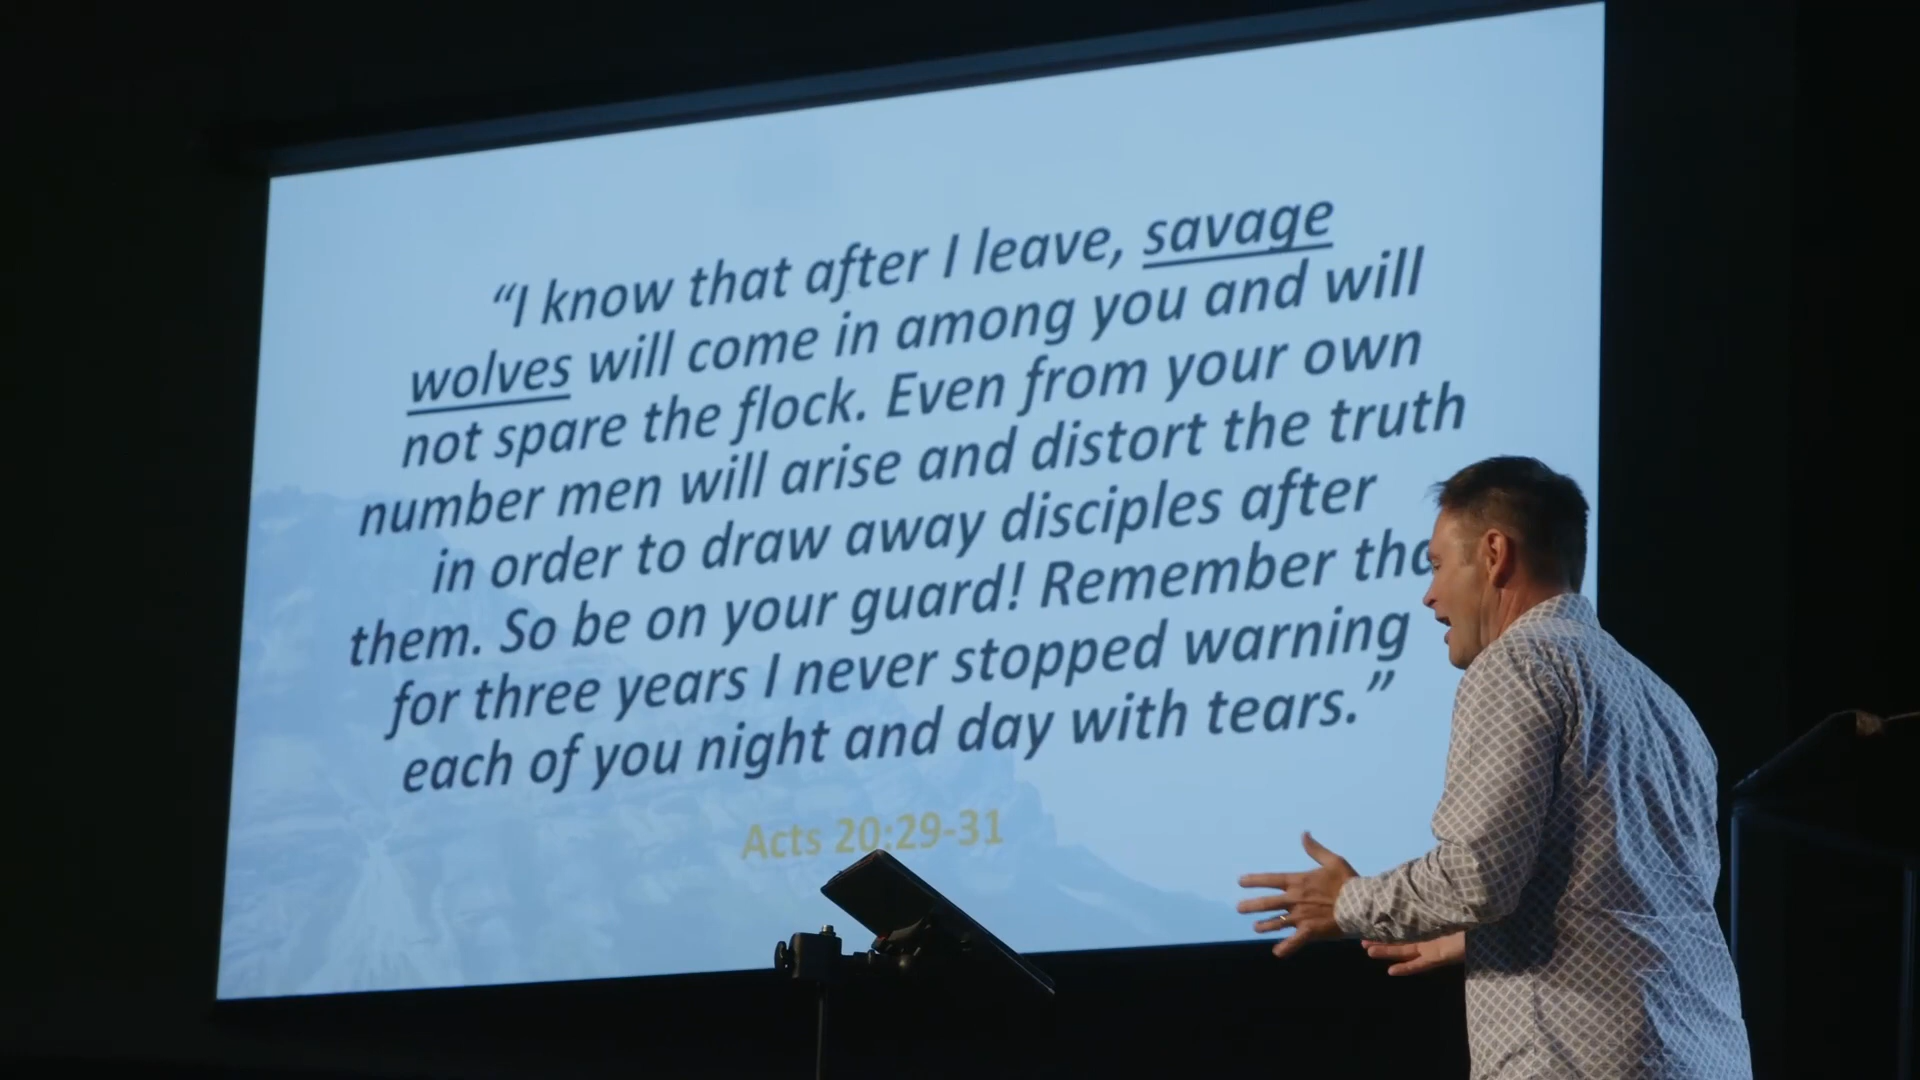 “I know that after I leave, savage
wolves will come in among you and will
not spare the flock. Even from your own
number men will arise and distort the truth
in order to draw away disciples after
them. So be on your guard! Remember
for three years I never stopped warning
each of you night and day with tears.”
Acts 20:29-31